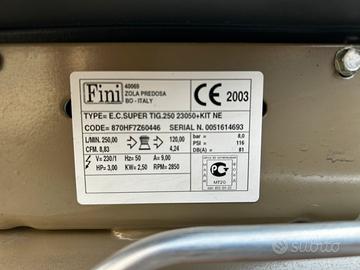 Fini
40069
ZOLA PREDOSA
BO - ITALY
CE 2003
TYPE= E.C.SUPER TIG.250 23050+KIT NE
CODE= 870HF7Z60446 SERIAL N. 0051614693
L/MIN. 250,00 120,00 bar = 8,0
CFM. 8,83 4,24 PSI = 116
DB(A) = 81
V= 230/1 Hz= 50 A= 9,00
HP= 3,00 KW= 2,50 RPM= 2850
MT20
subito